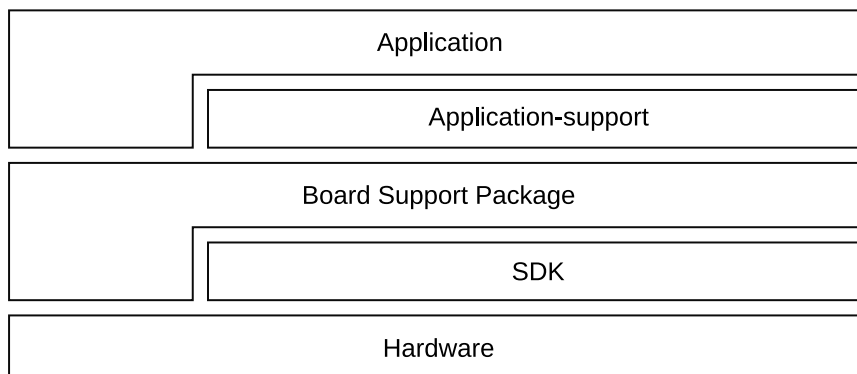 Application
Application-support
Board Support Package
SDK
Hardware